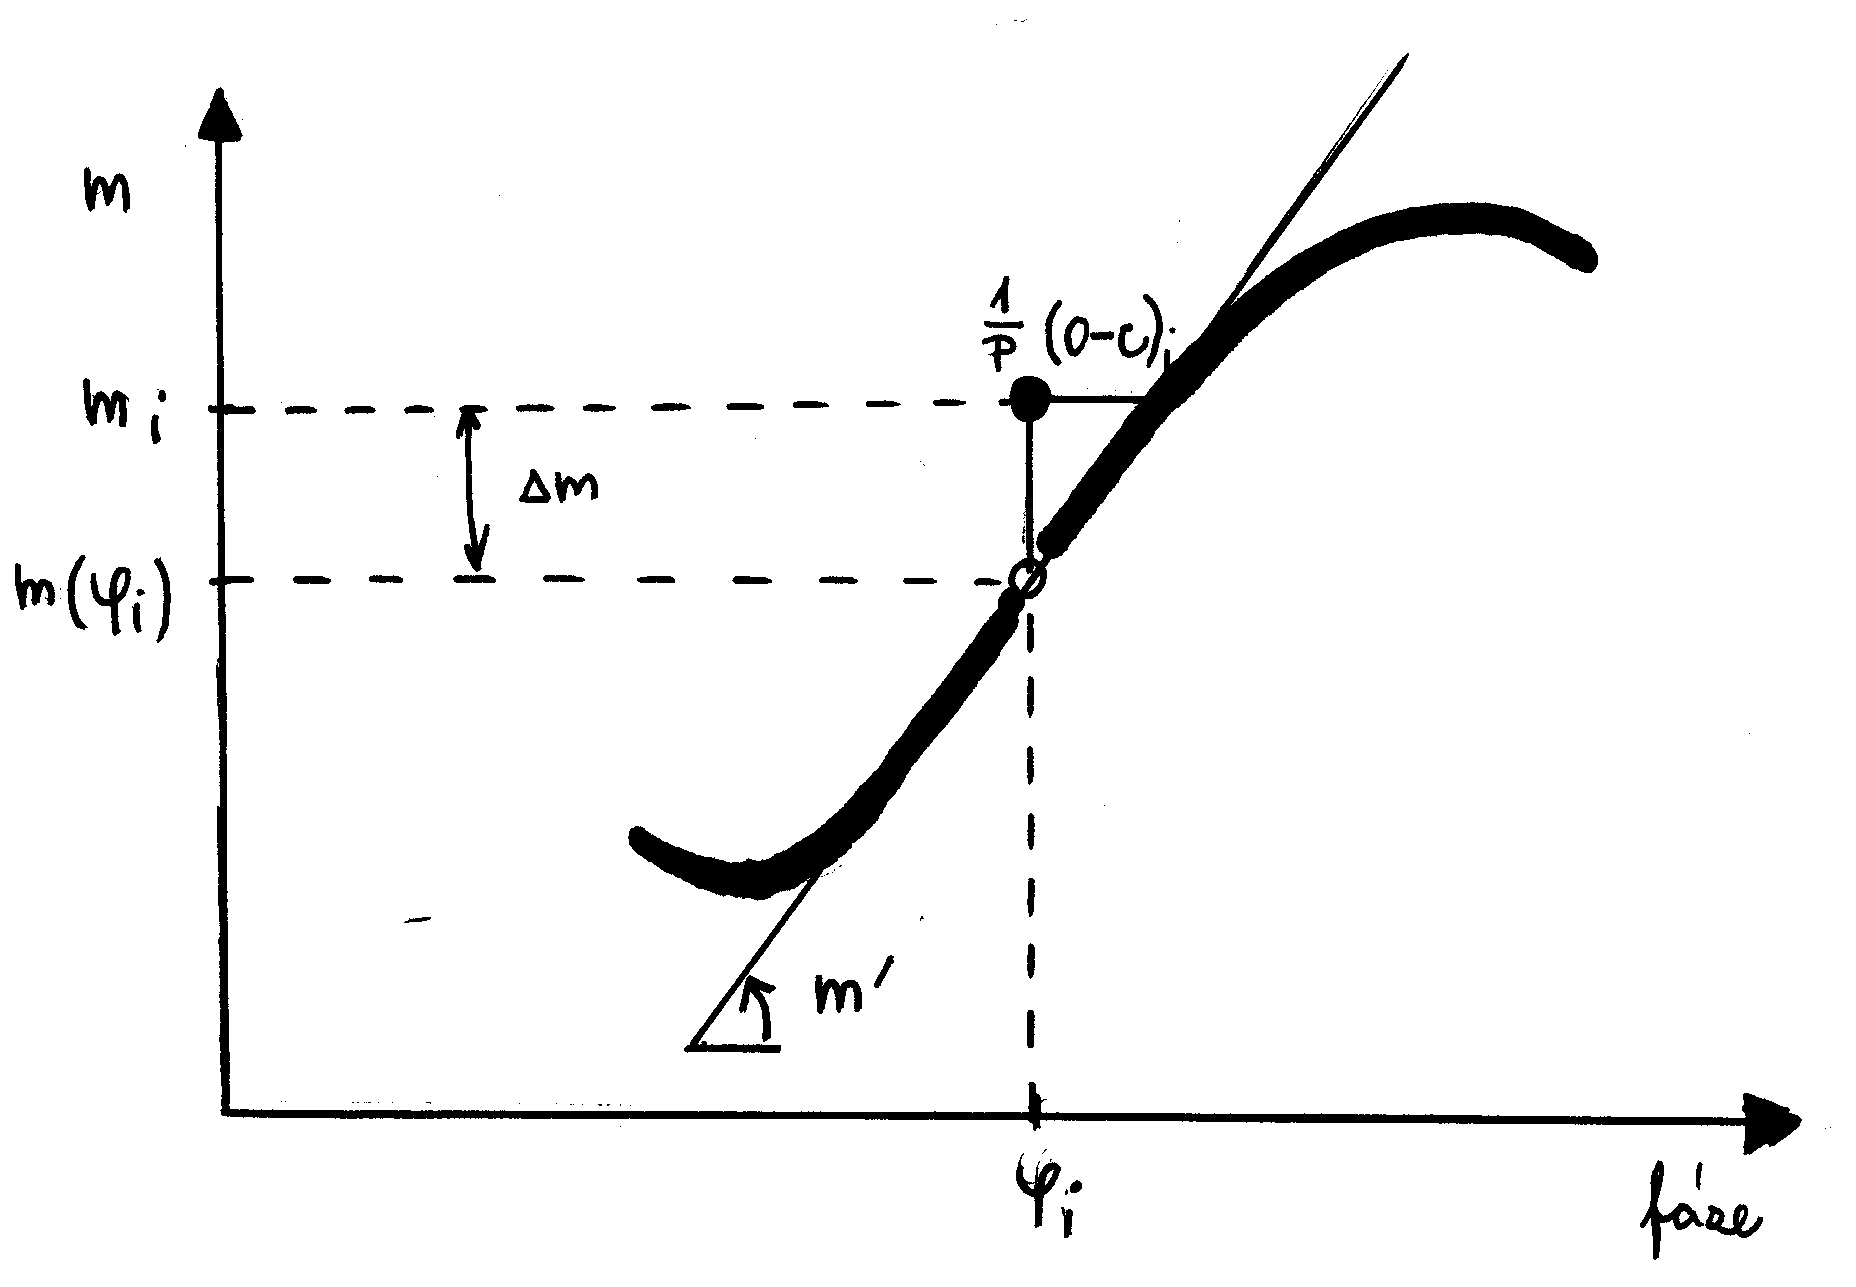 m
1/P (O-C)i
mi
Δm
m(φi)
m'
φi
fáze